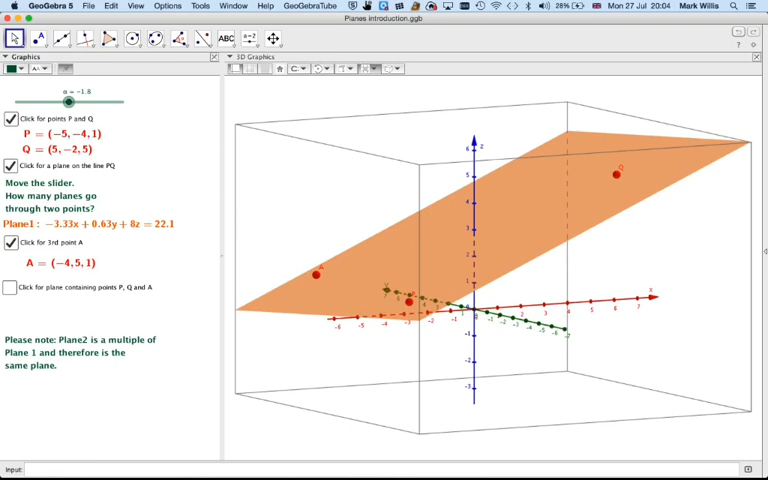 GeoGebra 5 File Edit View Options Tools Window Help GeoGebraTube 28% Mon 27 Jul 20:04 Mark Willis
Planes introduction.ggb
ABC
a=2
Graphics
3D Graphics
α = −1.8
Click for points P and Q
P = (−5, −4, 1)
Q = (5, −2, 5)
Click for a plane on the line PQ
Move the slider.
How many planes go
through two points?
Plane1: −3.33x + 0.63y + 8z = 22.1
Click for 3rd point A
A = (−4, 5, 1)
Click for plane containing points P, Q and A
Please note: Plane2 is a multiple of
Plane 1 and therefore is the
same plane.
Input: